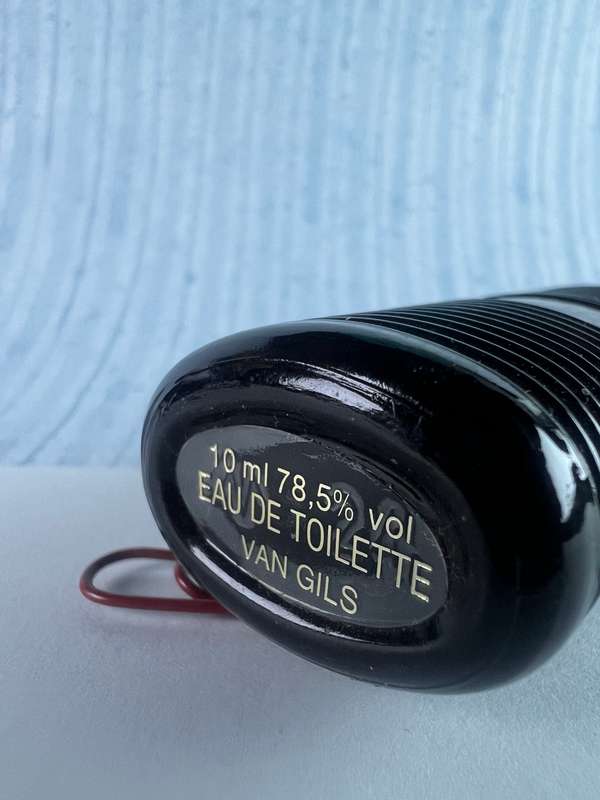 10 ml 78,5% vol
EAU DE TOILETTE
VAN GILS